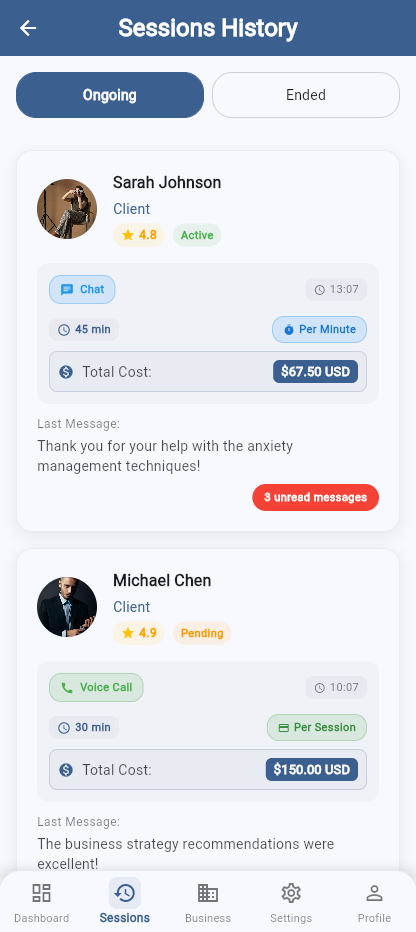 Sessions History
Ongoing
Ended
Sarah Johnson
Client
4.8
Active
Chat
13:07
45 min
Per Minute
Total Cost:
$67.50 USD
Last Message:
Thank you for your help with the anxiety
management techniques!
3 unread messages
Michael Chen
Client
4.9
Pending
Voice Call
10:07
30 min
Per Session
Total Cost:
$150.00 USD
Last Message:
The business strategy recommendations were
excellent!
Dashboard
Sessions
Business
Settings
Profile